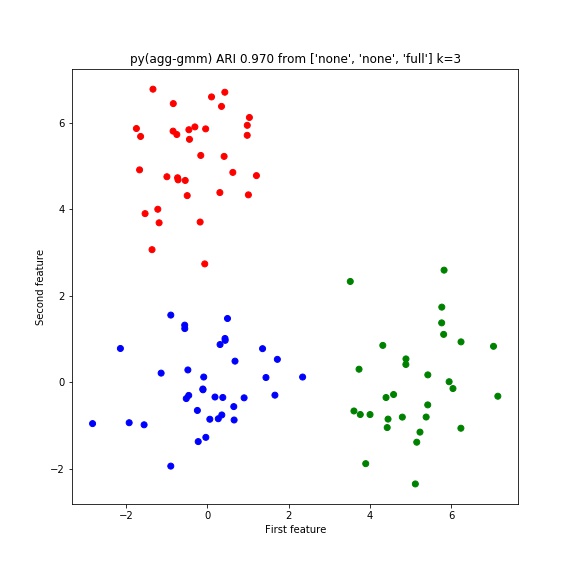 py(agg-gmm) ARI 0.970 from ['none', 'none', 'full'] k=3
6
4
2
0
−2
Second feature
−2 0 2 4 6
First feature